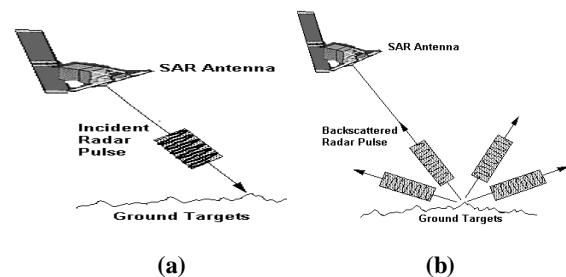 SAR Antenna
Incident
Radar
Pulse
Ground Targets
(a)
SAR Antenna
Backscattered
Radar Pulse
Ground Targets
(b)